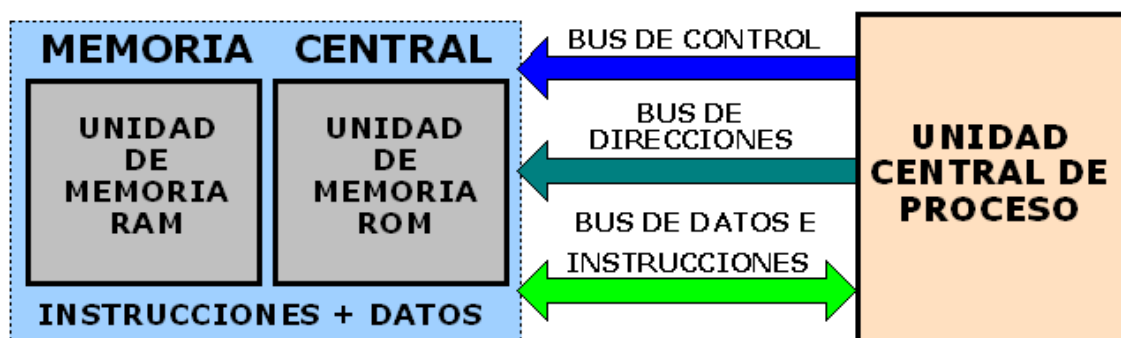 MEMORIA CENTRAL
UNIDAD
DE
MEMORIA
RAM
UNIDAD
DE
MEMORIA
ROM
INSTRUCCIONES + DATOS
BUS DE CONTROL
BUS DE
DIRECCIONES
BUS DE DATOS E
INSTRUCCIONES
UNIDAD
CENTRAL DE
PROCESO